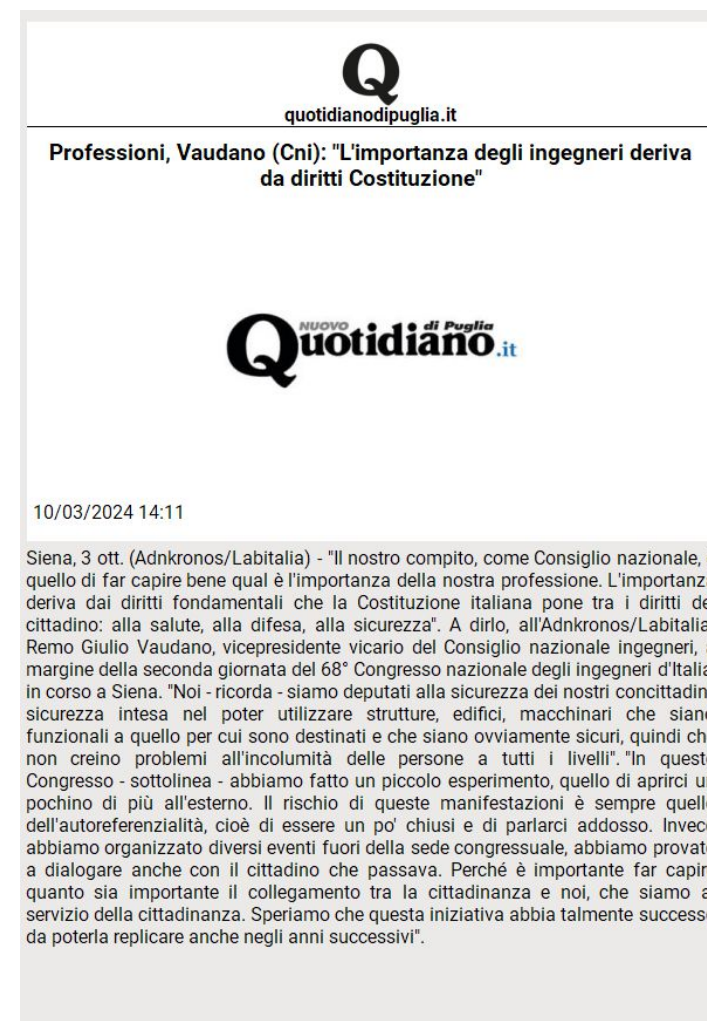 Q
quotidianodipuglia.it
Professioni, Vaudano (Cni): "L'importanza degli ingegneri deriva
da diritti Costituzione"
NUOVO Quotidiano di Puglia .it
10/03/2024 14:11
Siena, 3 ott. (Adnkronos/Labitalia) - "Il nostro compito, come Consiglio nazionale,
quello di far capire bene qual è l'importanza della nostra professione. L'importanz
deriva dai diritti fondamentali che la Costituzione italiana pone tra i diritti de
cittadino: alla salute, alla difesa, alla sicurezza". A dirlo, all'Adnkronos/Labitalia
Remo Giulio Vaudano, vicepresidente vicario del Consiglio nazionale ingegneri,
margine della seconda giornata del 68° Congresso nazionale degli ingegneri d'Italia
in corso a Siena. "Noi - ricorda - siamo deputati alla sicurezza dei nostri concittadin
sicurezza intesa nel poter utilizzare strutture, edifici, macchinari che sian
funzionali a quello per cui sono destinati e che siano ovviamente sicuri, quindi ch
non creino problemi all'incolumità delle persone a tutti i livelli". "In quest
Congresso - sottolinea - abbiamo fatto un piccolo esperimento, quello di aprirci u
pochino di più all'esterno. Il rischio di queste manifestazioni è sempre quell
dell'autoreferenzialità, cioè di essere un po' chiusi e di parlarci addosso. Invec
abbiamo organizzato diversi eventi fuori della sede congressuale, abbiamo provat
a dialogare anche con il cittadino che passava. Perché è importante far capir
quanto sia importante il collegamento tra la cittadinanza e noi, che siamo a
servizio della cittadinanza. Speriamo che questa iniziativa abbia talmente success
da poterla replicare anche negli anni successivi".